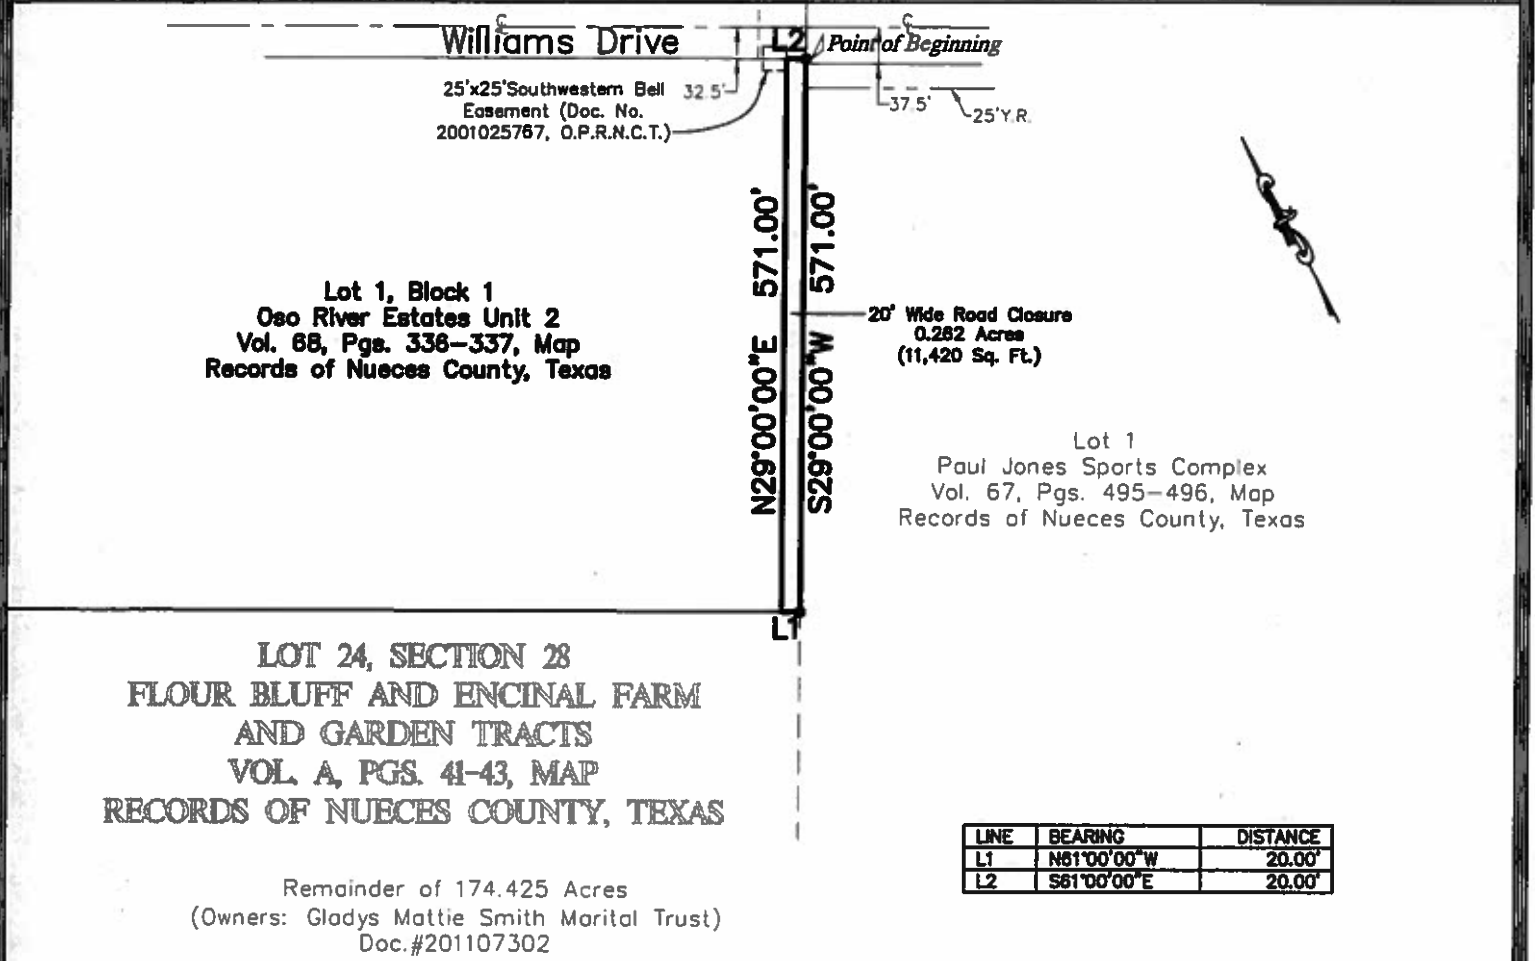 Williams Drive
L2
Point of Beginning
25'x25'Southwestern Bell
Easement (Doc. No.
2001025767, O.P.R.N.C.T.)
32.5'
37.5'
25'Y.R.
N29°00'00"E 571.00'
S29°00'00"W 571.00'
Lot 1, Block 1
Oso River Estates Unit 2
Vol. 68, Pgs. 336-337, Map
Records of Nueces County, Texas
20' Wide Road Closure
0.262 Acres
(11,420 Sq. Ft.)
Lot 1
Paul Jones Sports Complex
Vol. 67, Pgs. 495-496, Map
Records of Nueces County, Texas
L1
LOT 24, SECTION 28
FLOUR BLUFF AND ENCINAL FARM
AND GARDEN TRACTS
VOL. A, PGS. 41-43, MAP
RECORDS OF NUECES COUNTY, TEXAS
Remainder of 174.425 Acres
(Owners: Gladys Mattie Smith Marital Trust)
Doc.#201107302
LINE BEARING DISTANCE
L1 N61°00'00"W 20.00'
L2 S61°00'00"E 20.00'